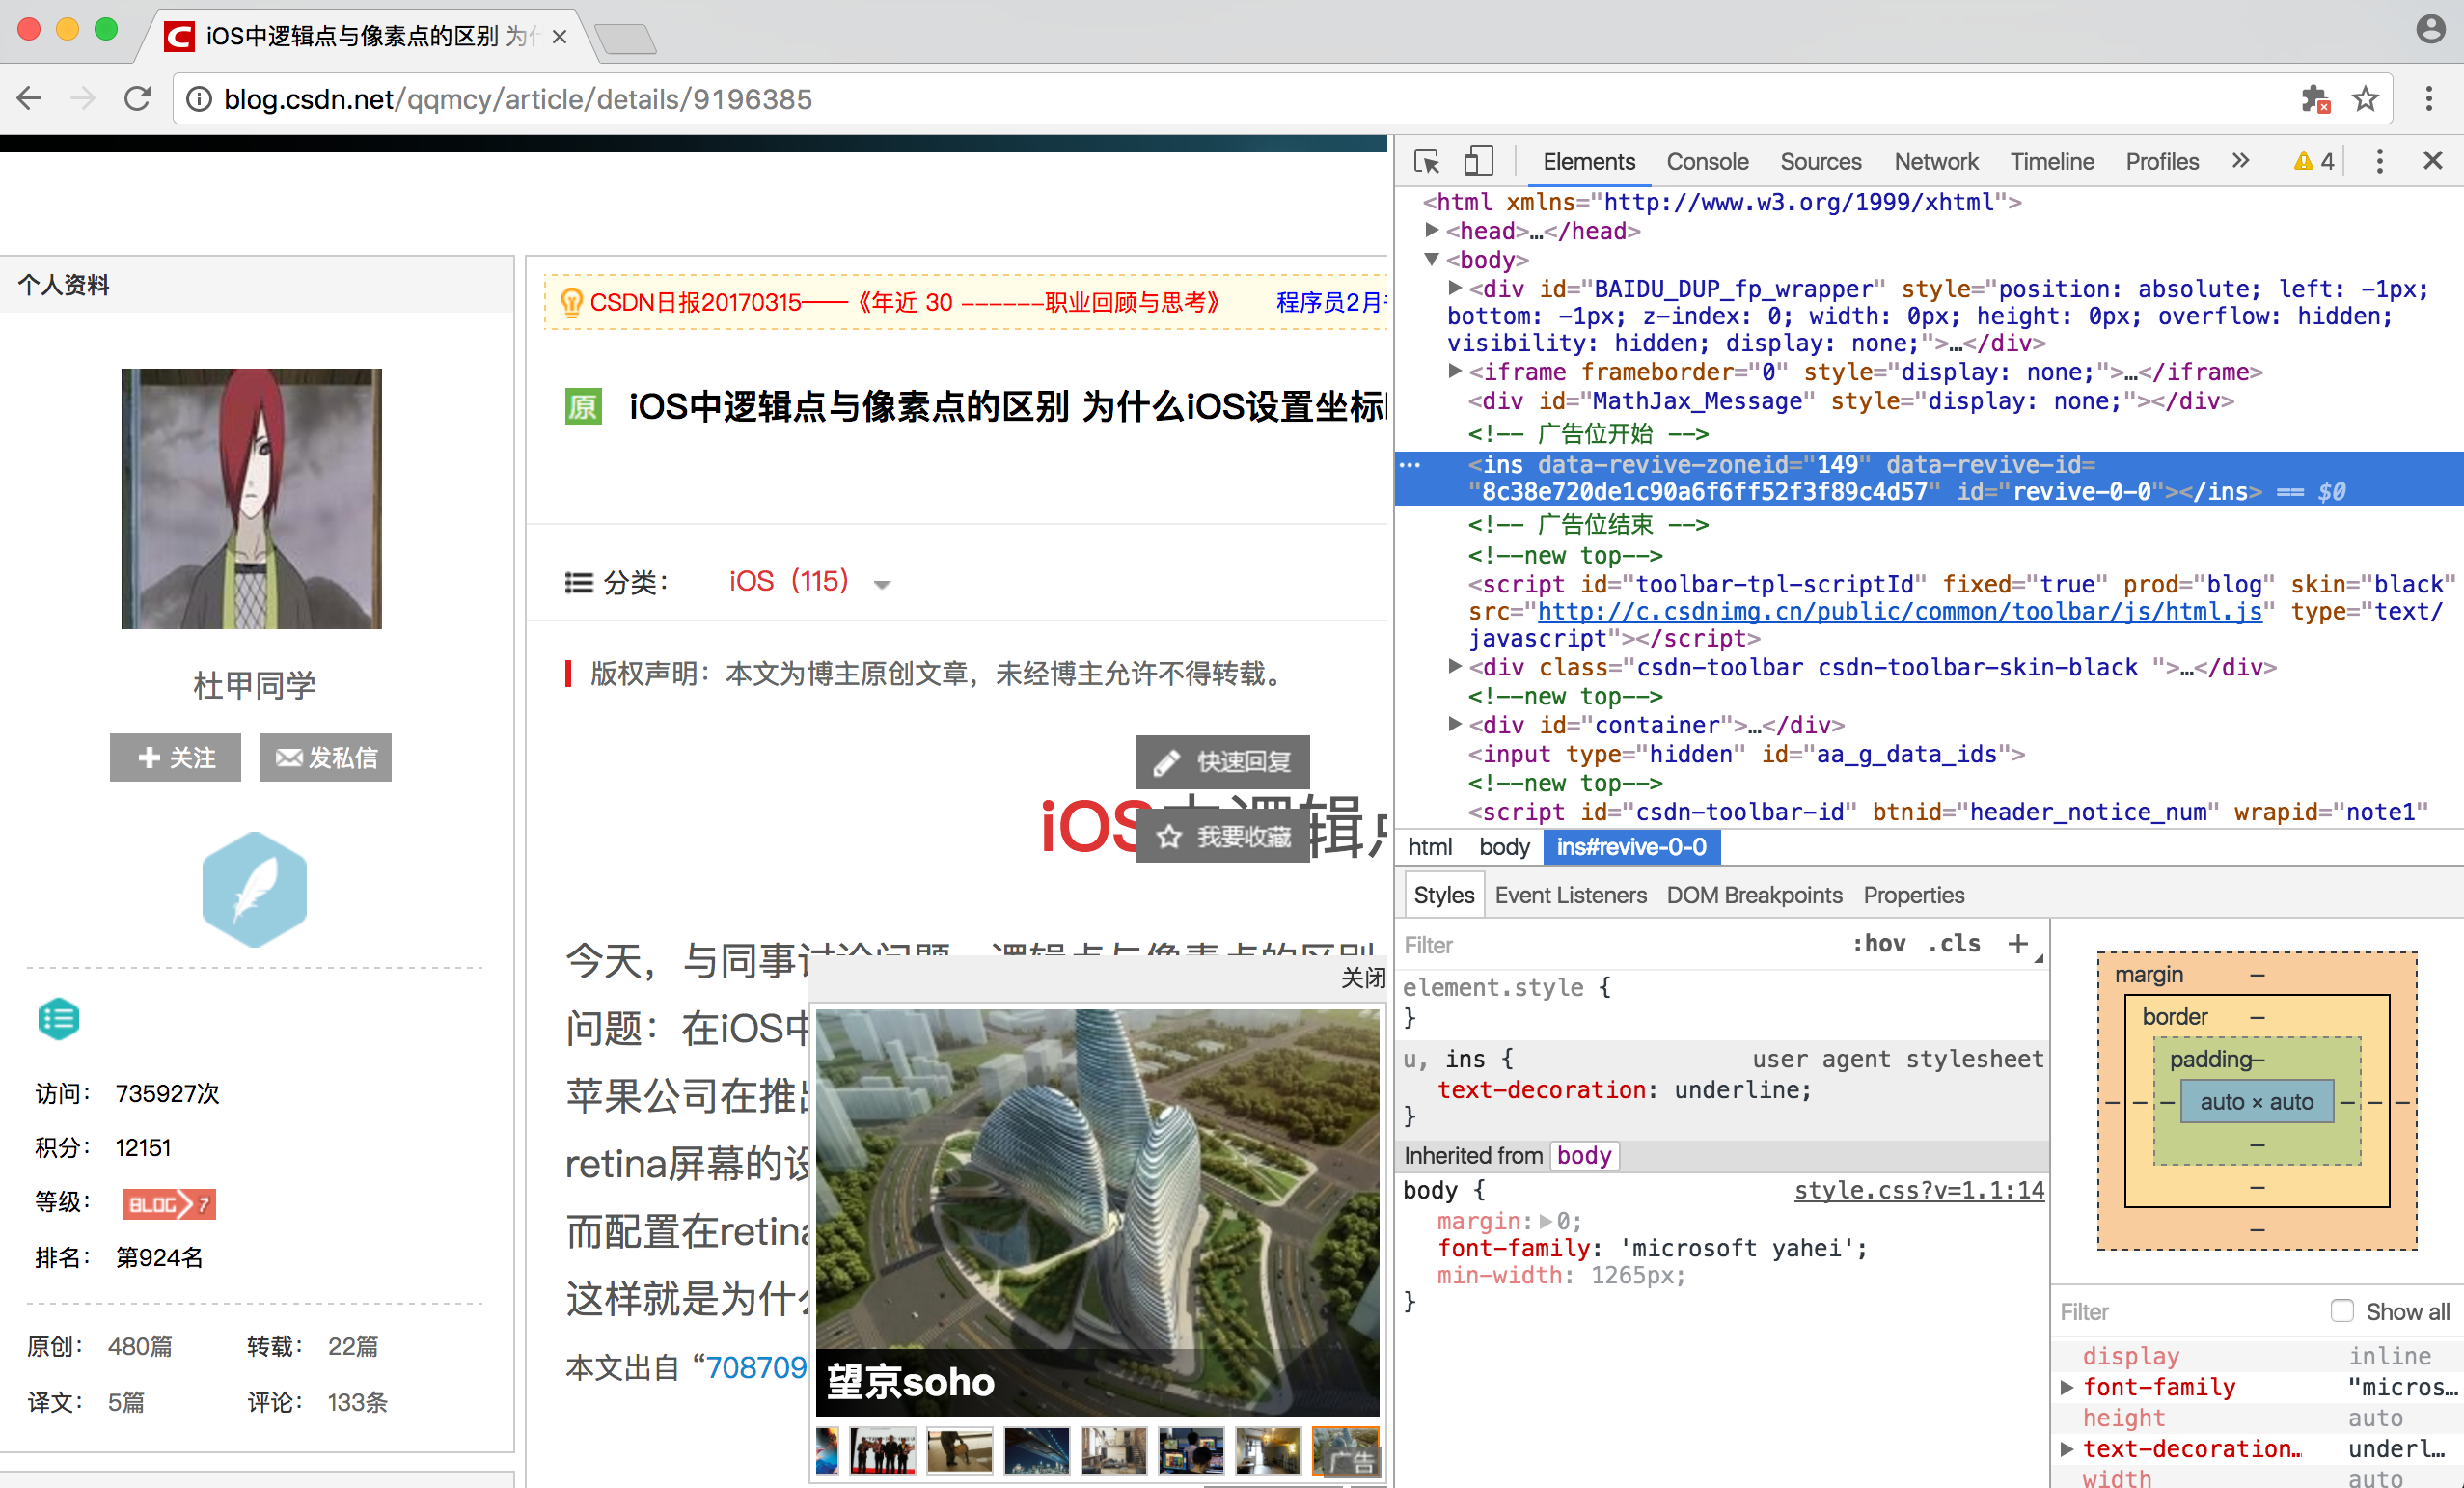 iOS中逻辑点与像素点的区别 为什
blog.csdn.net/qqmcy/article/details/9196385
个人资料
杜甲同学
关注
发私信
访问： 735927次
积分： 12151
等级： BLOG 7
排名： 第924名
原创： 480篇 转载： 22篇
译文： 5篇 评论： 133条
CSDN日报20170315——《年近 30 ------职业回顾与思考》 程序员2月
原 iOS中逻辑点与像素点的区别 为什么iOS设置坐标
分类： iOS（115）
版权声明：本文为博主原创文章，未经博主允许不得转载。
快速回复
iOS中逻辑点
我要收藏
今天，与同事讨论问题，逻辑点与像素点的区别
问题：在iOS中
苹果公司在推出
retina屏幕的设
而配置在retina
这样就是为什么
本文出自 “708709
关闭
望京soho
广告
Elements Console Sources Network Timeline Profiles » 4
<html xmlns="http://www.w3.org/1999/xhtml">
<head>…</head>
<body>
<div id="BAIDU_DUP_fp_wrapper" style="position: absolute; left: -1px;
bottom: -1px; z-index: 0; width: 0px; height: 0px; overflow: hidden;
visibility: hidden; display: none;">…</div>
<iframe frameborder="0" style="display: none;">…</iframe>
<div id="MathJax_Message" style="display: none;"></div>
<!-- 广告位开始 -->
<ins data-revive-zoneid="149" data-revive-id=
"8c38e720de1c90a6f6ff52f3f89c4d57" id="revive-0-0"></ins> == $0
<!-- 广告位结束 -->
<!--new top-->
<script id="toolbar-tpl-scriptId" fixed="true" prod="blog" skin="black"
src="http://c.csdnimg.cn/public/common/toolbar/js/html.js" type="text/
javascript"></script>
<div class="csdn-toolbar csdn-toolbar-skin-black ">…</div>
<!--new top-->
<div id="container">…</div>
<input type="hidden" id="aa_g_data_ids">
<!--new top-->
<script id="csdn-toolbar-id" btnid="header_notice_num" wrapid="note1"
html body ins#revive-0-0
Styles Event Listeners DOM Breakpoints Properties
Filter :hov .cls +
element.style {
}
u, ins { user agent stylesheet
text-decoration: underline;
}
Inherited from body
body { style.css?v=1.1:14
margin: 0;
font-family: 'microsoft yahei';
min-width: 1265px;
}
margin –
border –
padding –
– – – auto × auto – – –
–
–
–
Filter Show all
display inline
font-family "micros…
height auto
text-decoration… underl…
width auto